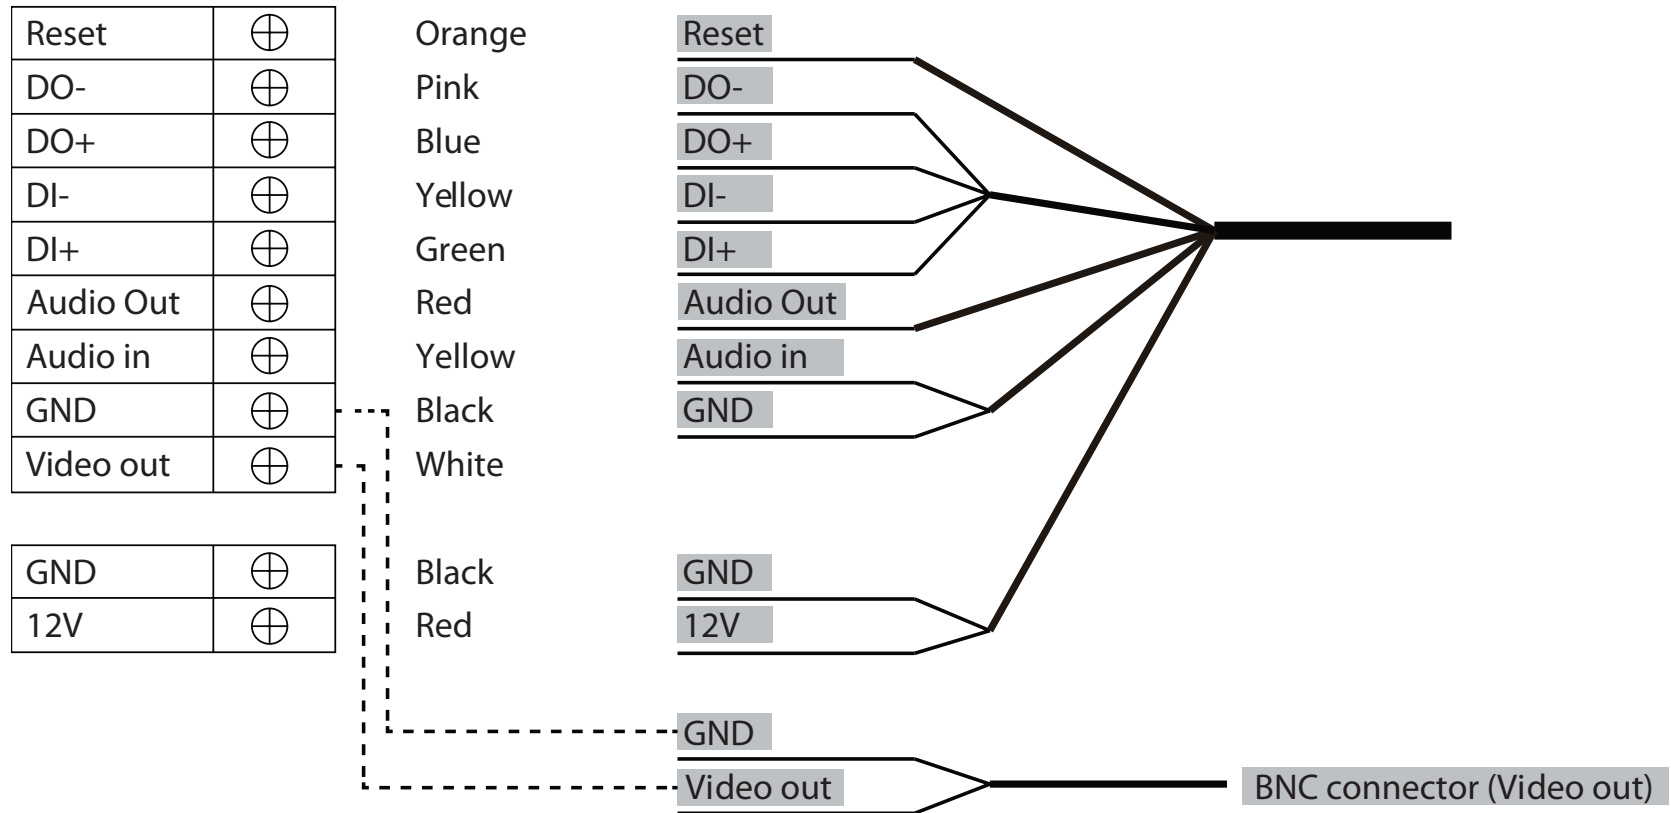 Reset Orange Reset
DO- Pink DO-
DO+ Blue DO+
DI- Yellow DI-
DI+ Green DI+
Audio Out Red Audio Out
Audio in Yellow Audio in
GND Black GND
Video out White
GND Black GND
12V Red 12V
GND
Video out BNC connector (Video out)